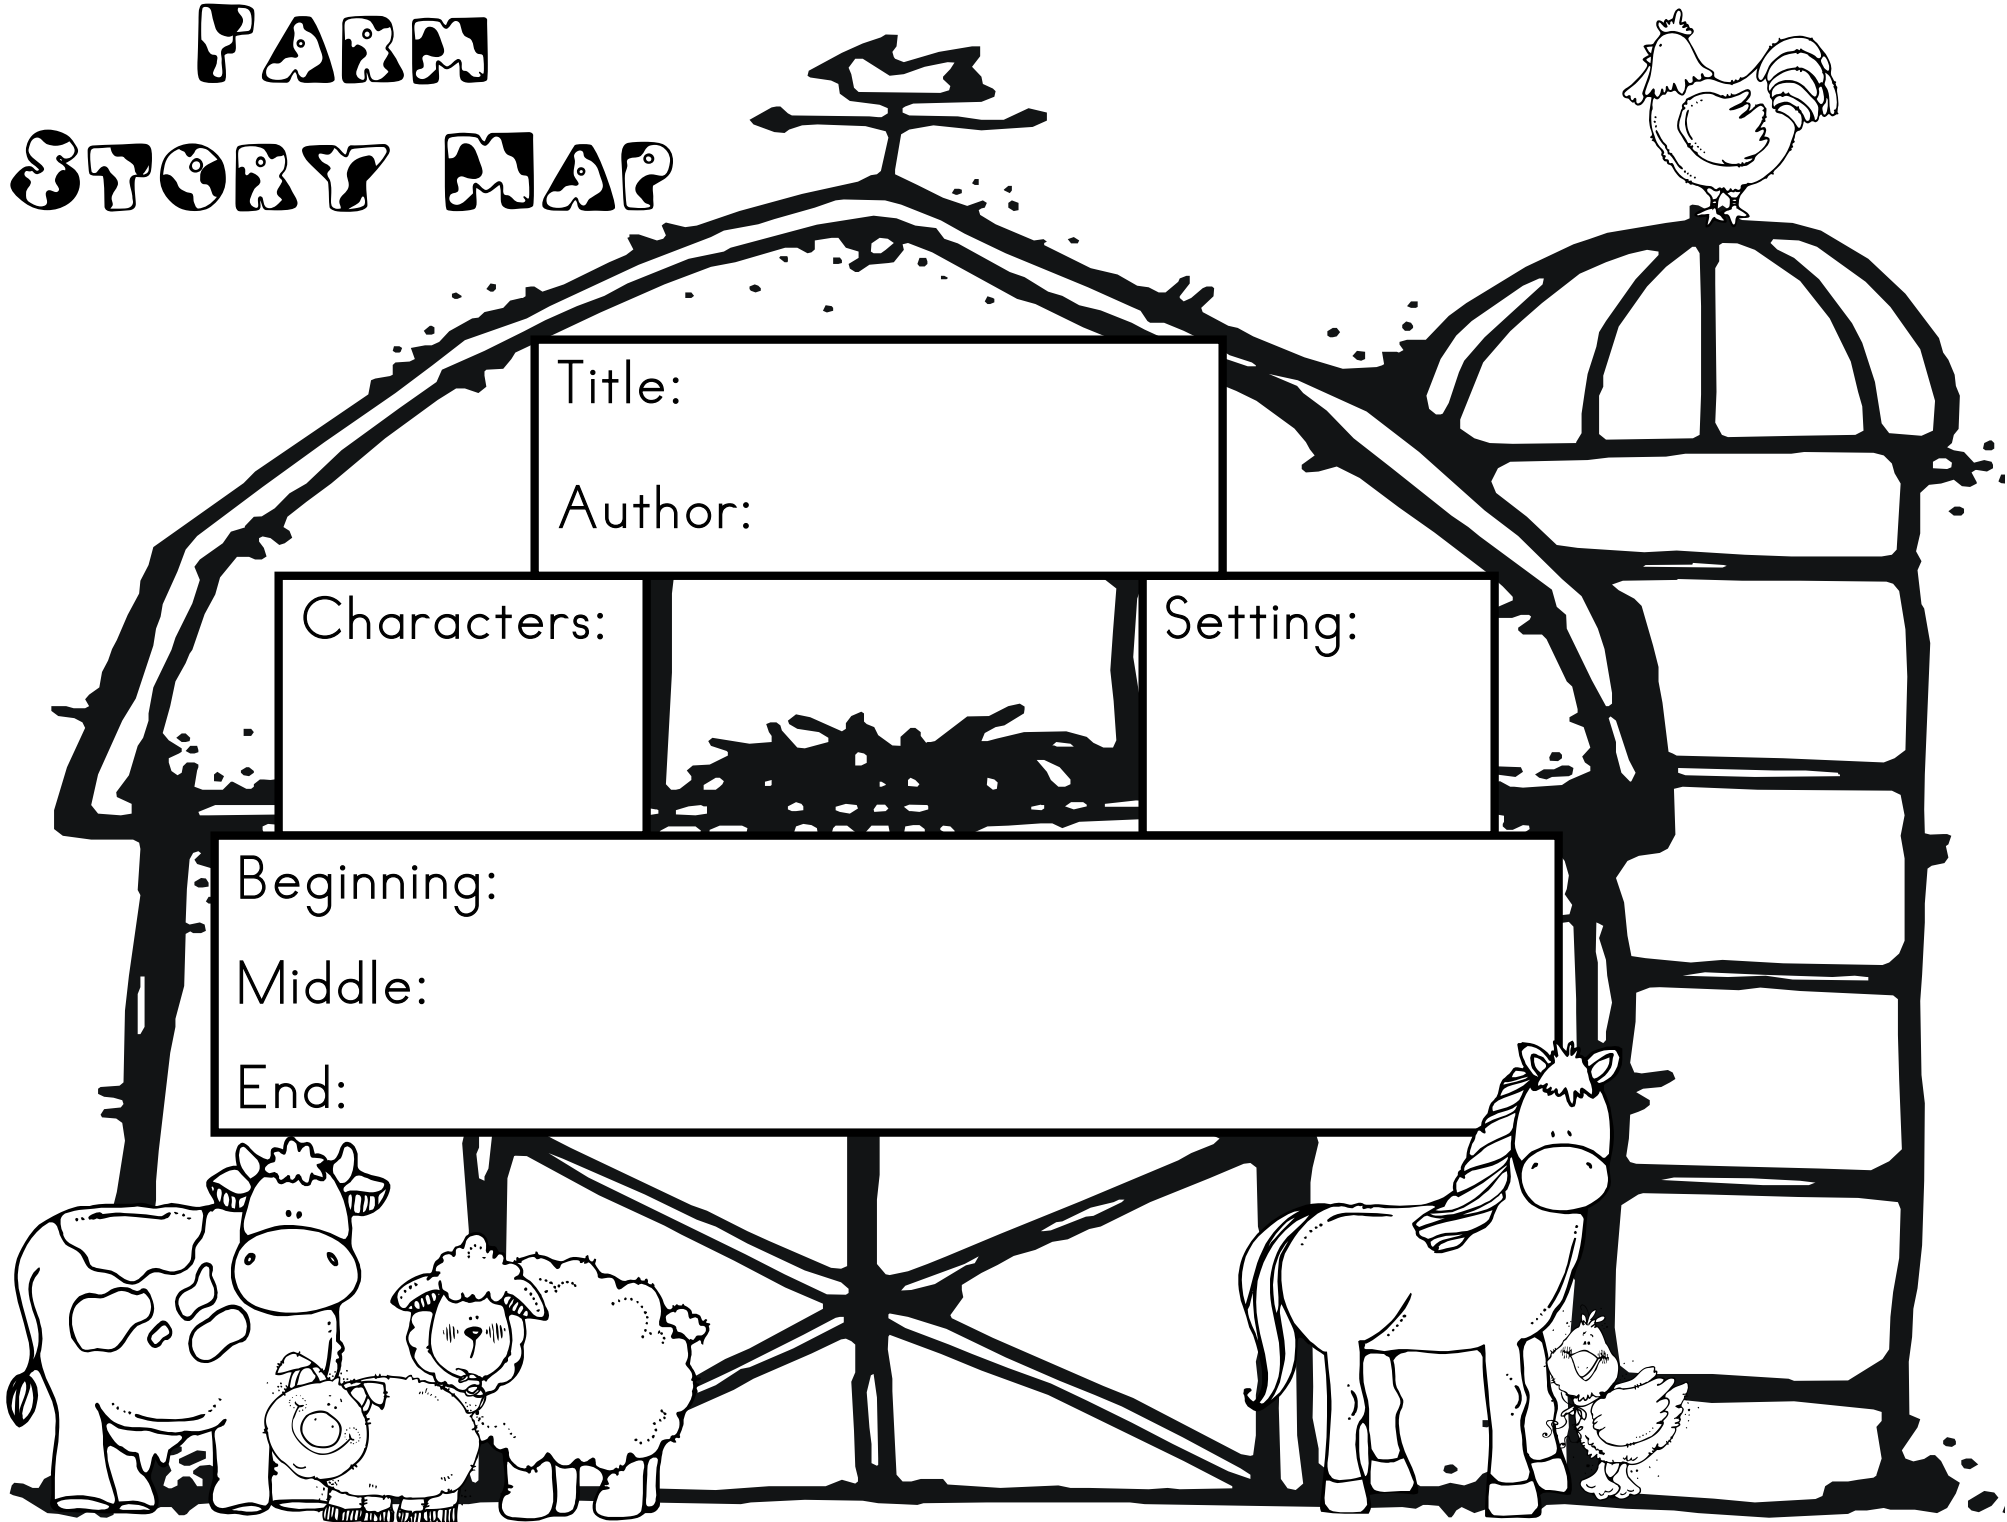 Farm
Story Map
Title:
Author:
Characters:
Setting:
Beginning:
Middle:
End: